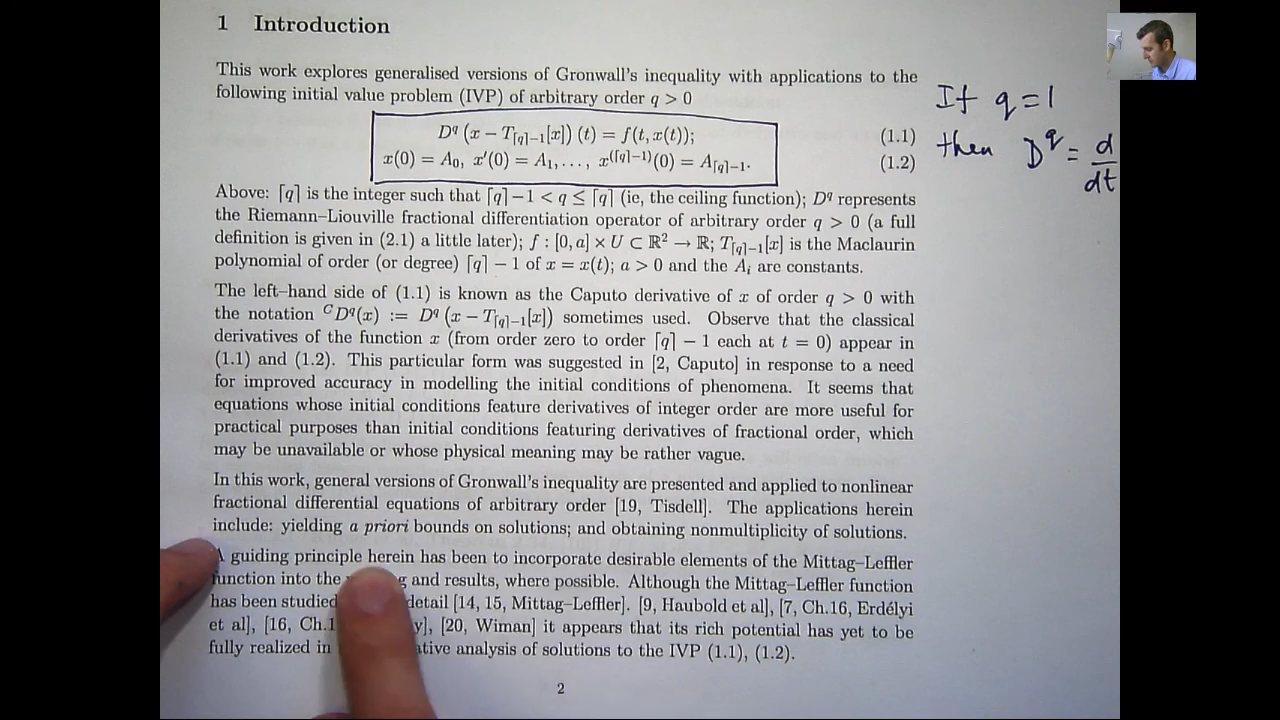 1 Introduction
This work explores generalised versions of Gronwall's inequality with applications to the
following initial value problem (IVP) of arbitrary order q > 0
D^q (x − T_{⌈q⌉−1}[x]) (t) = f(t, x(t)); (1.1)
x(0) = A_0, x′(0) = A_1, . . . , x^{(⌈q⌉−1)}(0) = A_{⌈q⌉−1}. (1.2)
Above: ⌈q⌉ is the integer such that ⌈q⌉ − 1 < q ≤ ⌈q⌉ (ie, the ceiling function); D^q represents
the Riemann–Liouville fractional differentiation operator of arbitrary order q > 0 (a full
definition is given in (2.1) a little later); f : [0, a] × U ⊂ ℝ² → ℝ; T_{⌈q⌉−1}[x] is the Maclaurin
polynomial of order (or degree) ⌈q⌉ − 1 of x = x(t); a > 0 and the A_i are constants.
The left–hand side of (1.1) is known as the Caputo derivative of x of order q > 0 with
the notation ^C D^q(x) := D^q (x − T_{⌈q⌉−1}[x]) sometimes used. Observe that the classical
derivatives of the function x (from order zero to order ⌈q⌉ − 1 each at t = 0) appear in
(1.1) and (1.2). This particular form was suggested in [2, Caputo] in response to a need
for improved accuracy in modelling the initial conditions of phenomena. It seems that
equations whose initial conditions feature derivatives of integer order are more useful for
practical purposes than initial conditions featuring derivatives of fractional order, which
may be unavailable or whose physical meaning may be rather vague.
In this work, general versions of Gronwall's inequality are presented and applied to nonlinear
fractional differential equations of arbitrary order [19, Tisdell]. The applications herein
include: yielding a priori bounds on solutions; and obtaining nonmultiplicity of solutions.
A guiding principle herein has been to incorporate desirable elements of the Mittag–Leffler
function into the and results, where possible. Although the Mittag–Leffler function
has been studied detail [14, 15, Mittag–Leffler]. [9, Haubold et al], [7, Ch.16, Erdélyi
et al], [16, [20, Wiman] it appears that its rich potential has yet to be
fully realized in analysis of solutions to the IVP (1.1), (1.2).
2
If q = 1
then D^q = d/dt